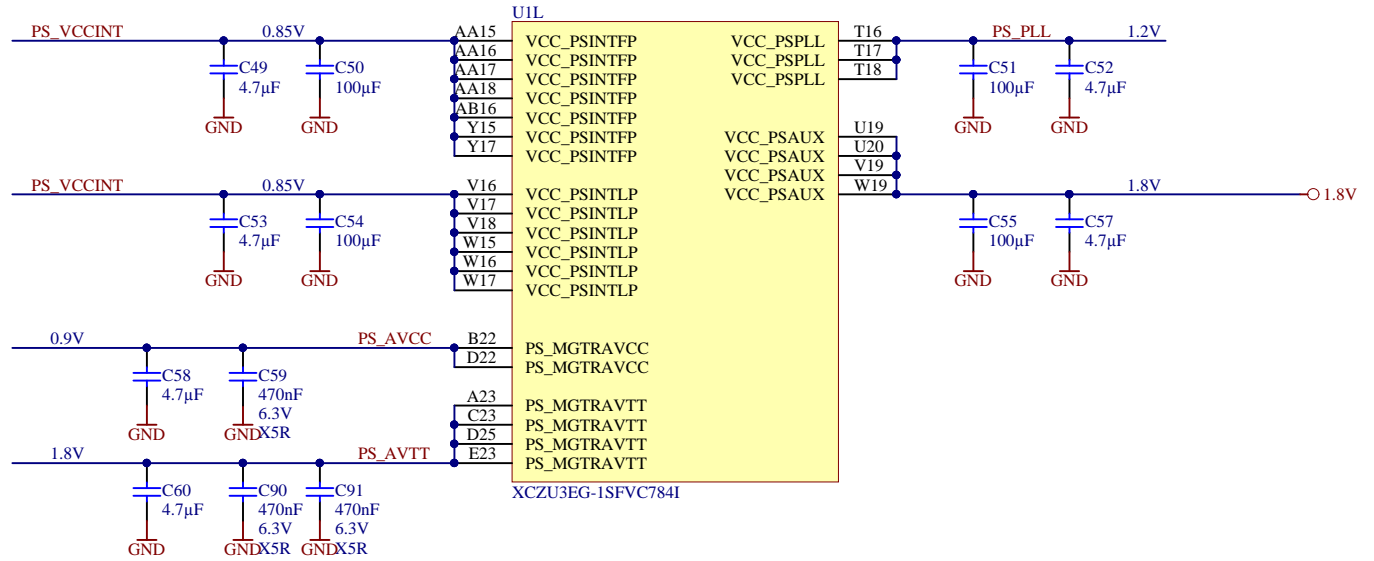 U1L
PS_VCCINT 0.85V
C49
4.7µF
GND
C50
100µF
GND
AA15 VCC_PSINTFP
AA16 VCC_PSINTFP
AA17 VCC_PSINTFP
AA18 VCC_PSINTFP
AB16 VCC_PSINTFP
Y15 VCC_PSINTFP
Y17 VCC_PSINTFP
VCC_PSPLL T16 PS_PLL 1.2V
VCC_PSPLL T17
VCC_PSPLL T18
C51
100µF
GND
C52
4.7µF
GND
VCC_PSAUX U19
VCC_PSAUX U20
VCC_PSAUX V19
VCC_PSAUX W19 1.8V 1.8V
C55
100µF
GND
C57
4.7µF
GND
PS_VCCINT 0.85V
C53
4.7µF
GND
C54
100µF
GND
V16 VCC_PSINTLP
V17 VCC_PSINTLP
V18 VCC_PSINTLP
W15 VCC_PSINTLP
W16 VCC_PSINTLP
W17 VCC_PSINTLP
0.9V PS_AVCC
B22 PS_MGTRAVCC
D22 PS_MGTRAVCC
C58
4.7µF
GND
C59
470nF
6.3V
X5R
GND
A23 PS_MGTRAVTT
C23 PS_MGTRAVTT
D25 PS_MGTRAVTT
E23 PS_MGTRAVTT
1.8V PS_AVTT
C60
4.7µF
GND
C90
470nF
6.3V
X5R
GND
C91
470nF
6.3V
X5R
GND
XCZU3EG-1SFVC784I